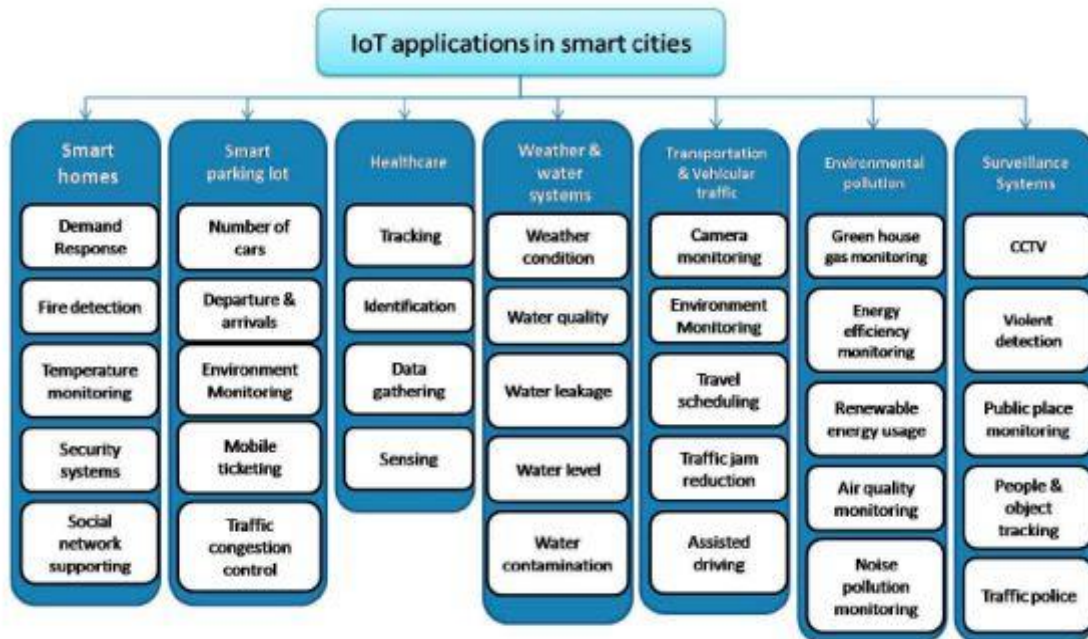 IoT applications in smart cities
Smart
homes
Demand
Response
Fire detection
Temperature
monitoring
Security
systems
Social
network
supporting
Smart
parking lot
Number of
cars
Departure &
arrivals
Environment
Monitoring
Mobile
ticketing
Traffic
congestion
control
Healthcare
Tracking
Identification
Data
gathering
Sensing
Weather &
water
systems
Weather
condition
Water quality
Water leakage
Water level
Water
contamination
Transportation
& Vehicular
traffic
Camera
monitoring
Environment
Monitoring
Travel
scheduling
Traffic jam
reduction
Assisted
driving
Environmental
pollution
Green house
gas monitoring
Energy
efficiency
monitoring
Renewable
energy usage
Air quality
monitoring
Noise
pollution
monitoring
Surveillance
Systems
CCTV
Violent
detection
Public place
monitoring
People &
object
tracking
Traffic police